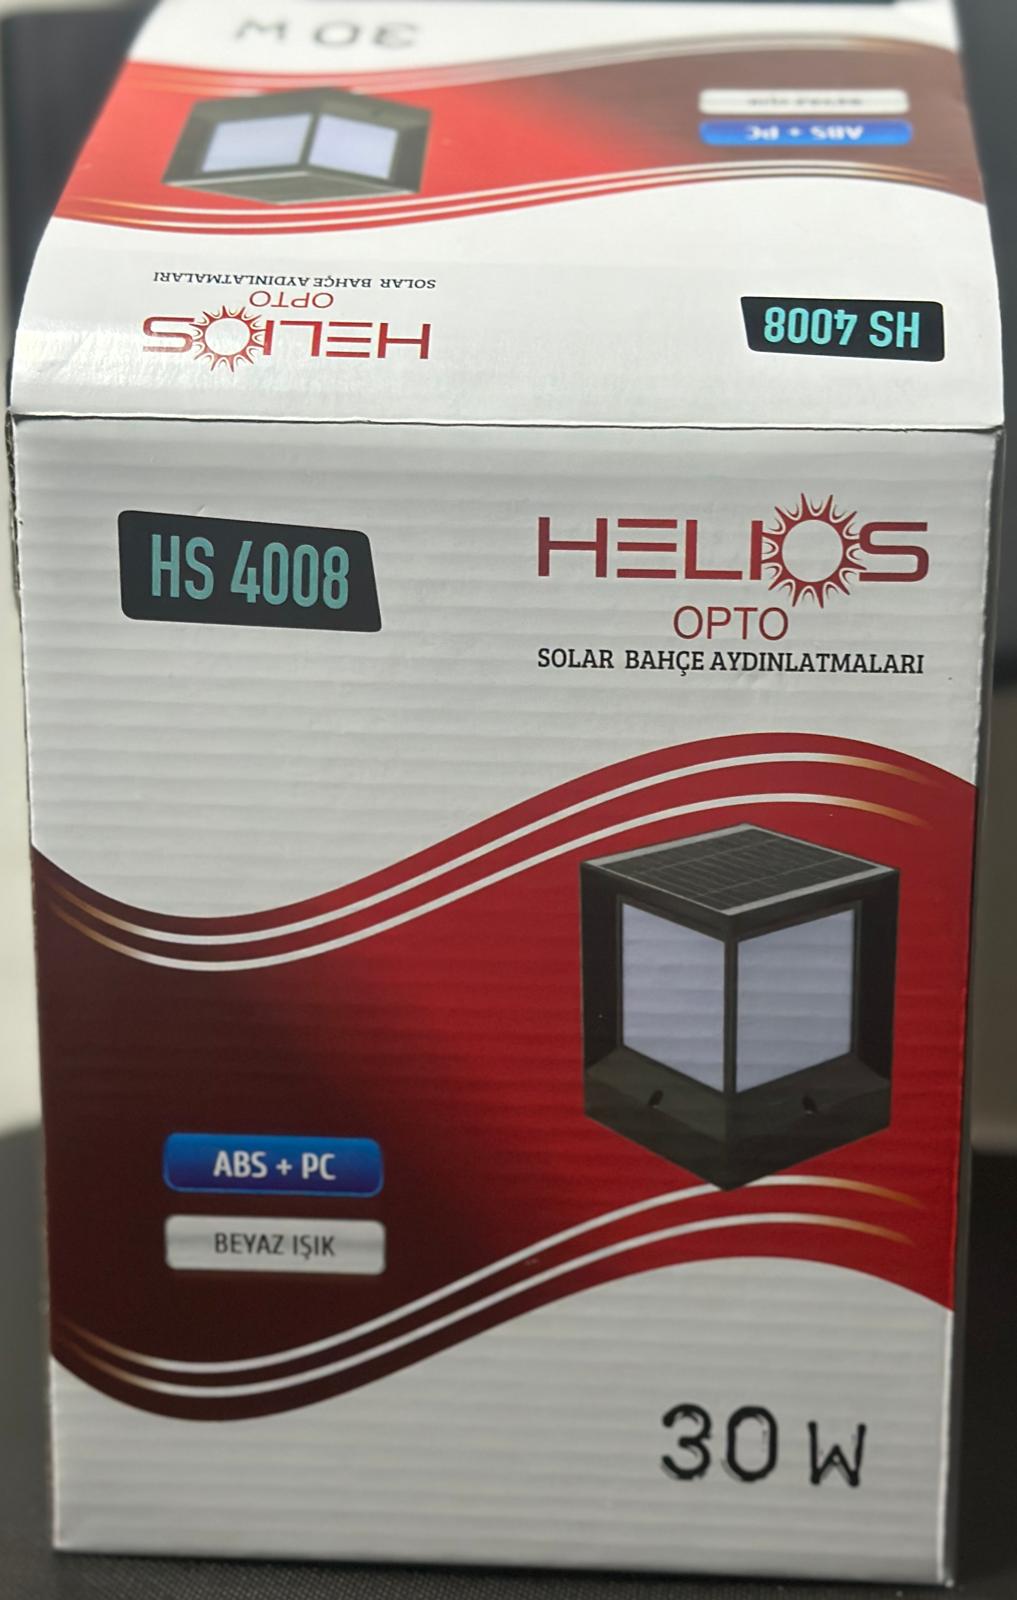 30 W
ABS + PC
HS 4008
HELIOS
OPTO
SOLAR BAHÇE AYDINLATMALARI
HS 4008
HELIOS
OPTO
SOLAR BAHÇE AYDINLATMALARI
ABS + PC
BEYAZ IŞIK
30 W